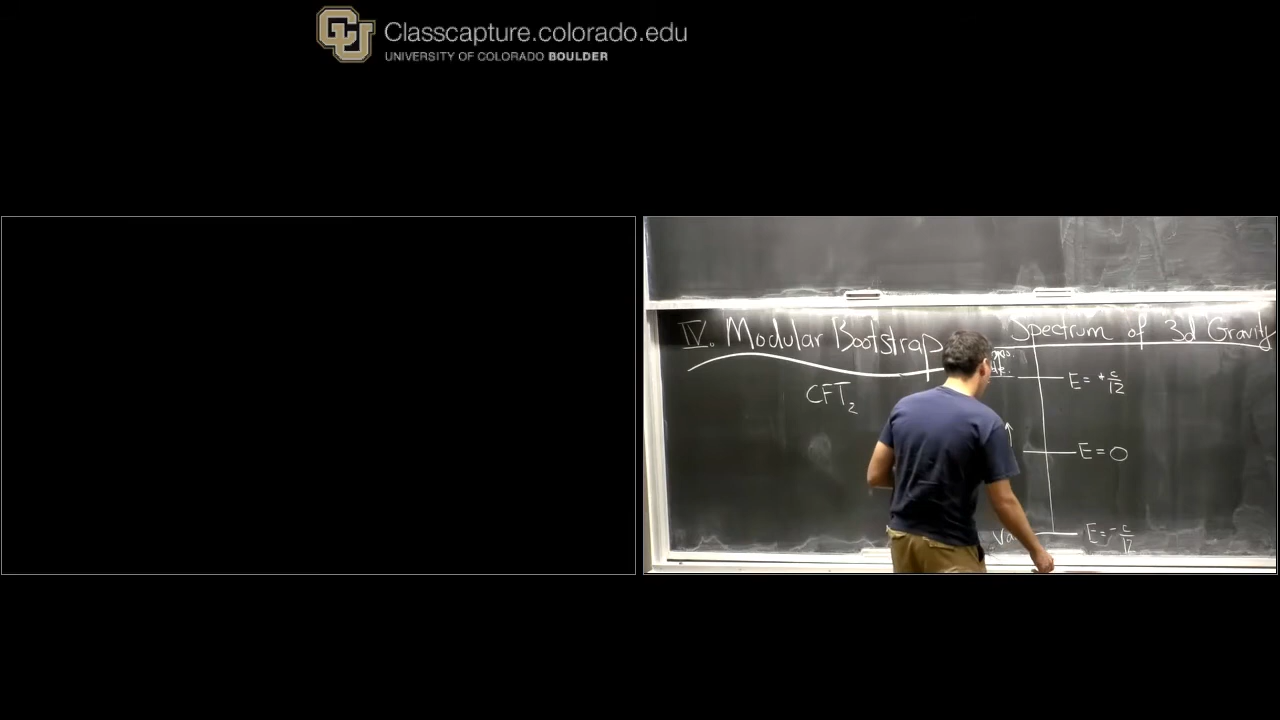 Classcapture.colorado.edu
UNIVERSITY OF COLORADO BOULDER
IV. Modular Bootstrap
CFT₂
Spectrum of 3d Gravity
E = + c/12
E = 0
E = - c/12